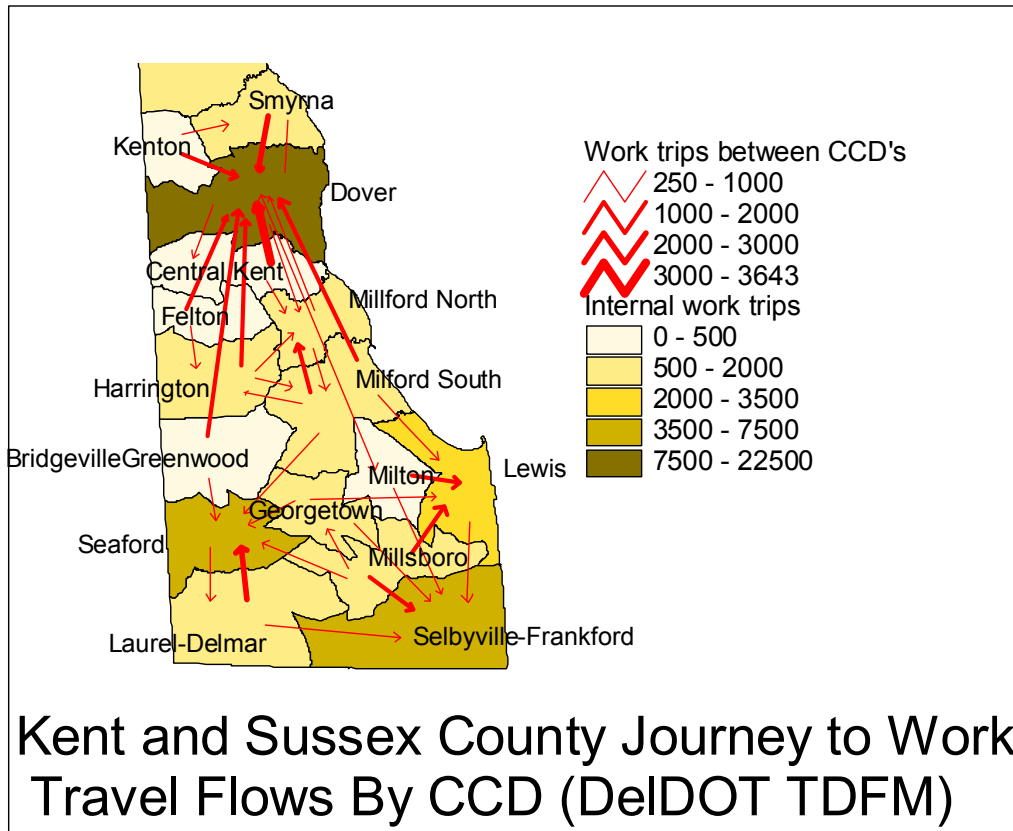 Smyrna
Kenton
Dover
Central Kent
Millford North
Felton
Harrington
Milford South
BridgevilleGreenwood
Milton
Lewis
Georgetown
Seaford
Millsboro
Laurel-Delmar
Selbyville-Frankford
Work trips between CCD's
250 - 1000
1000 - 2000
2000 - 3000
3000 - 3643
Internal work trips
0 - 500
500 - 2000
2000 - 3500
3500 - 7500
7500 - 22500
Kent and Sussex County Journey to Work
Travel Flows By CCD (DelDOT TDFM)